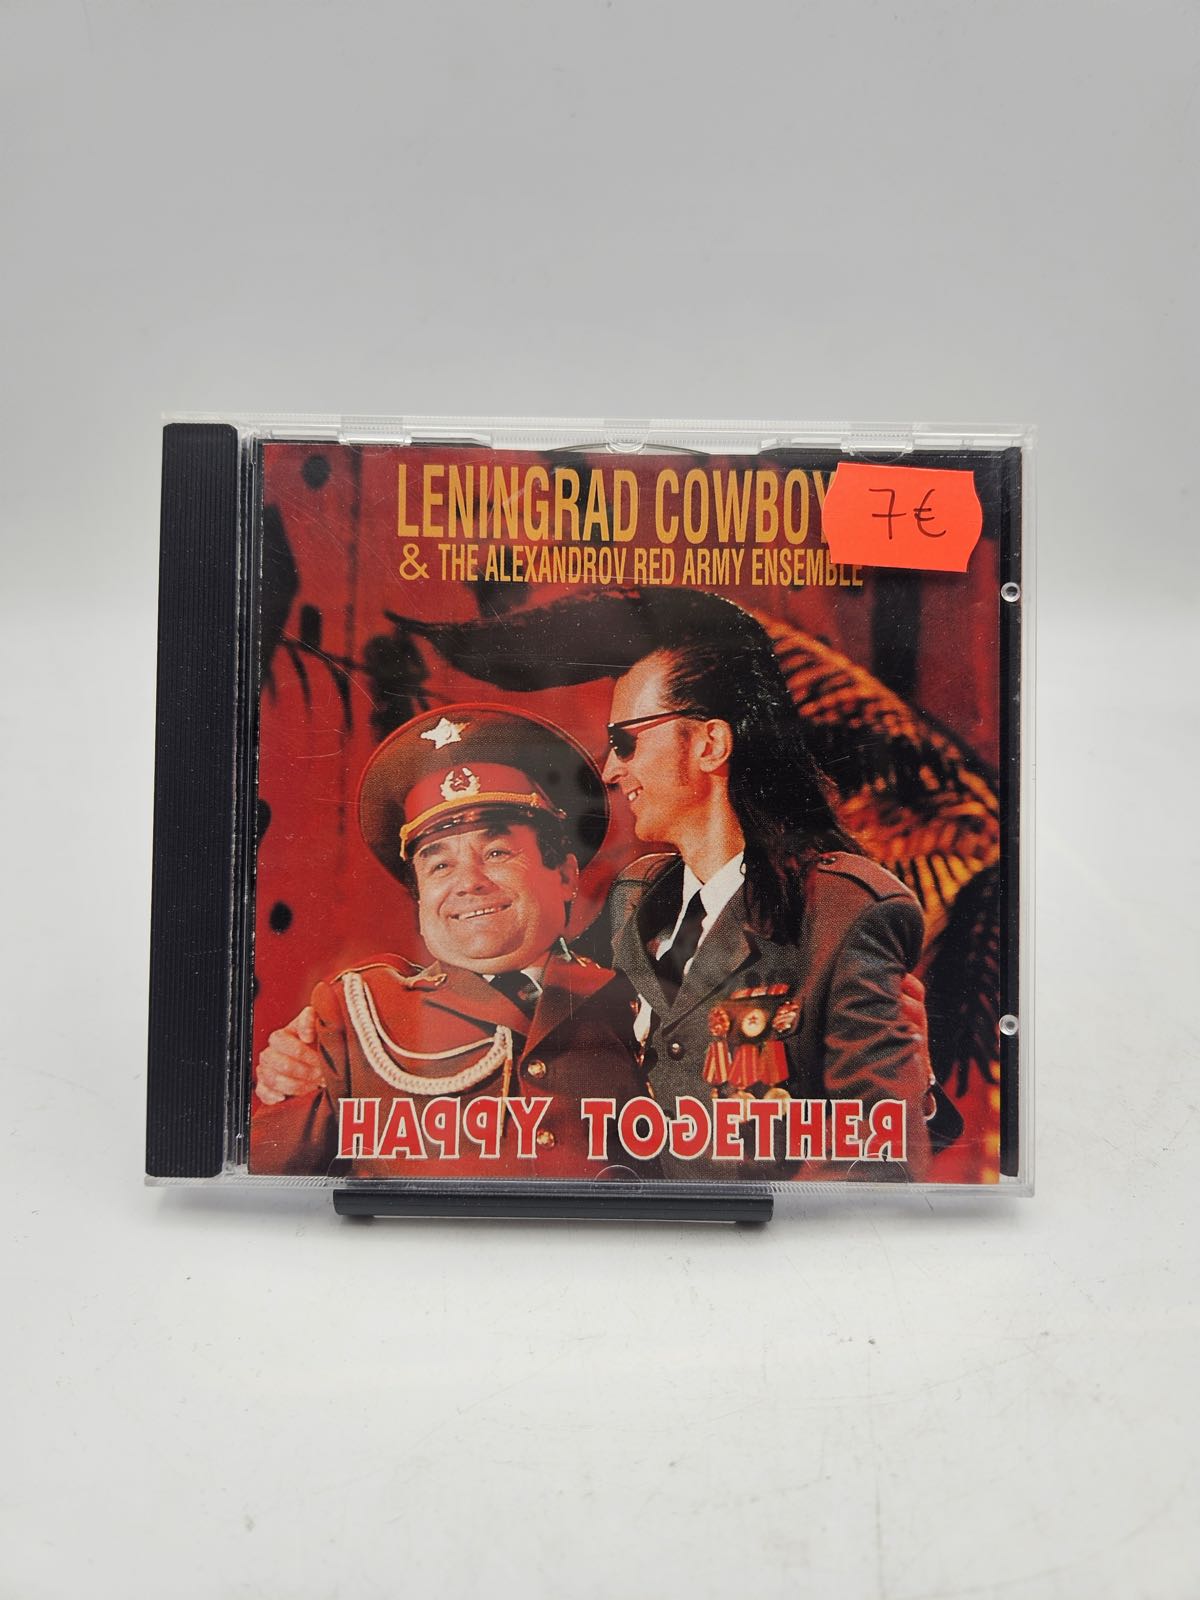 LENINGRAD COWBOY
7€
& THE ALEXANDROV RED ARMY ENSEMBLE
HAPPY TOGETHER